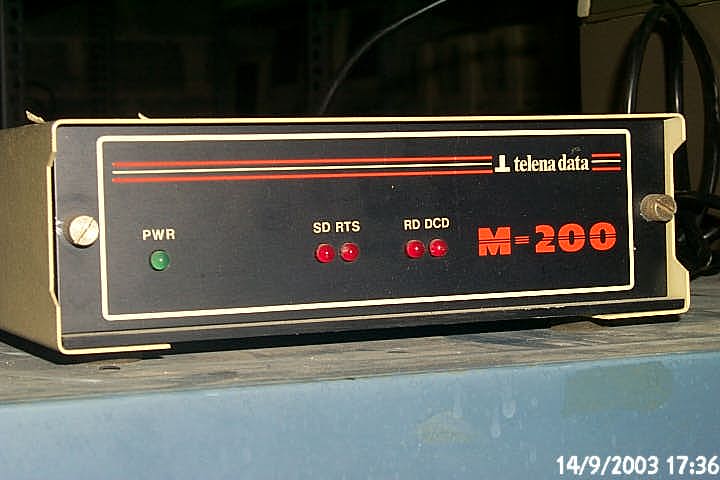 telena data
PWR
SD RTS
RD DCD
M-200
14/9/2003 17:36